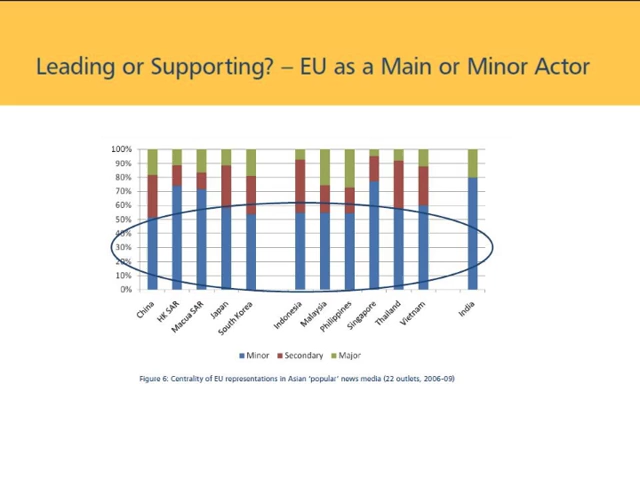 Leading or Supporting? – EU as a Main or Minor Actor
100%
90%
80%
70%
60%
50%
40%
30%
20%
10%
0%
China
HK SAR
Macua SAR
Japan
South Korea
Indonesia
Malaysia
Philippines
Singapore
Thailand
Vietnam
India
Minor Secondary Major
Figure 6: Centrality of EU representations in Asian 'popular' news media (22 outlets, 2006-09)